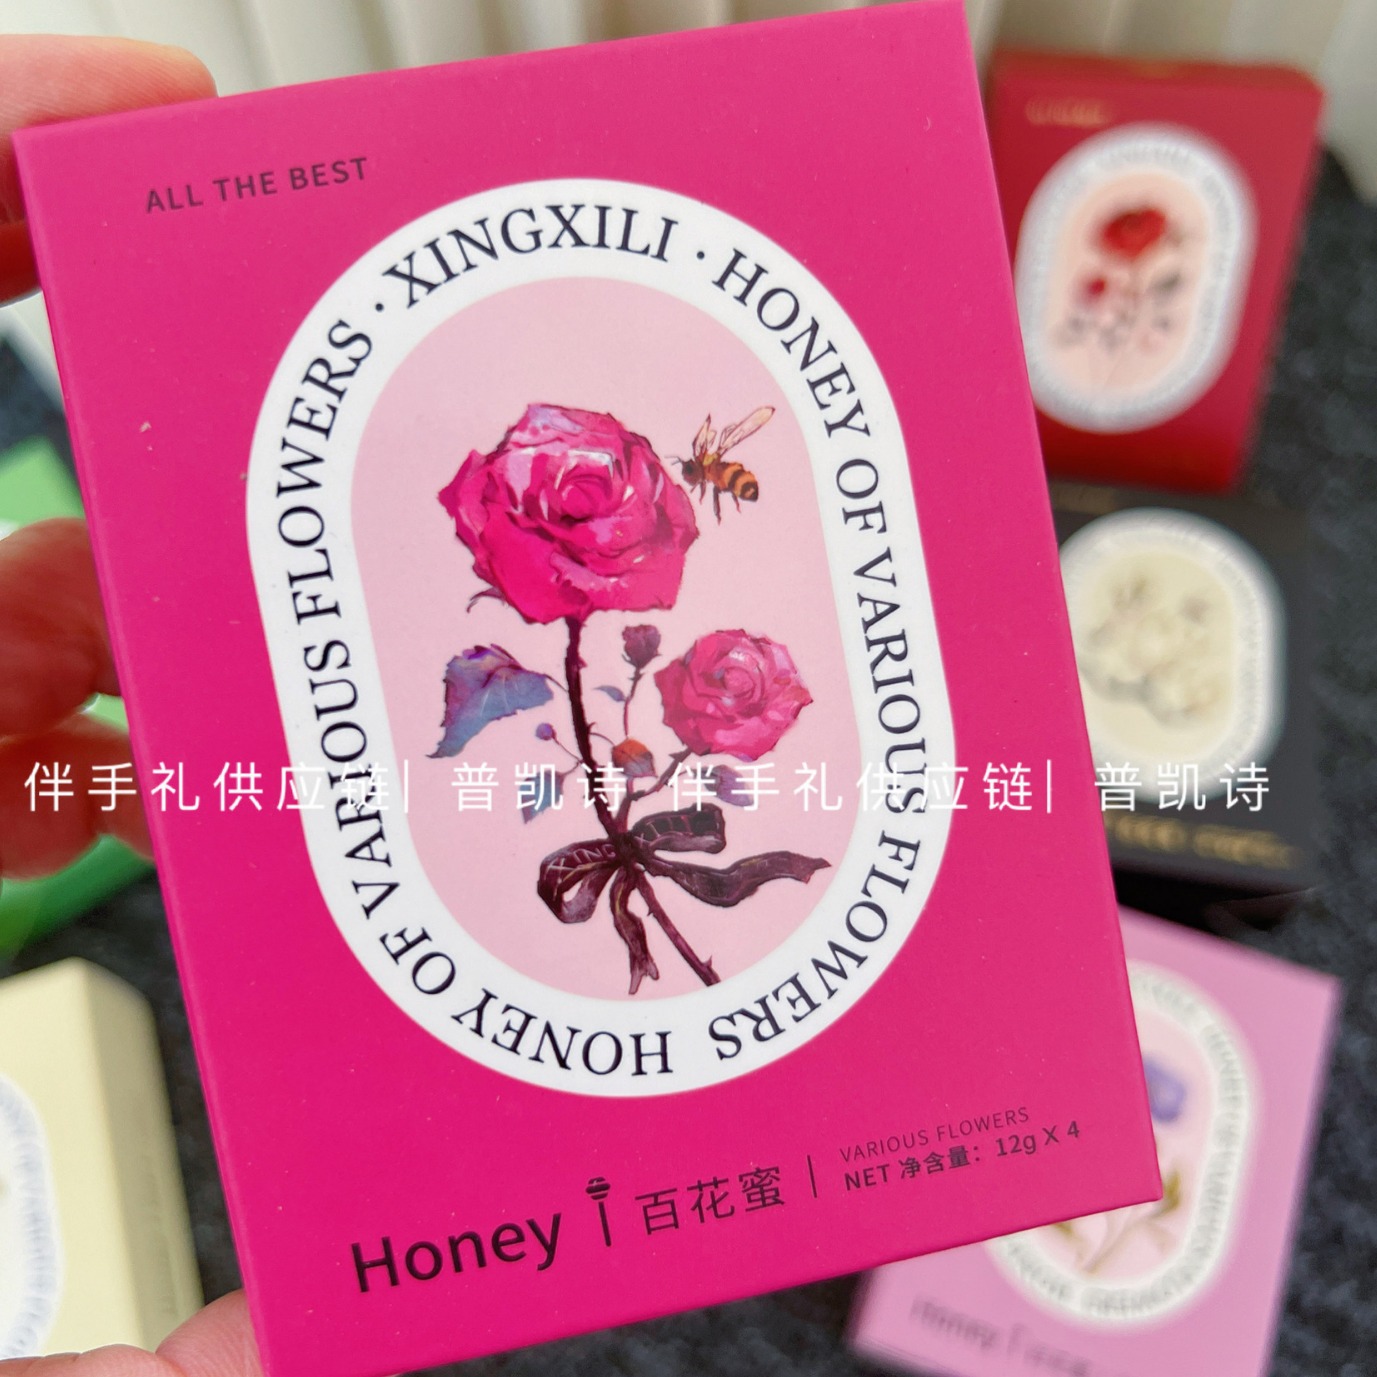 ALL THE BEST
· XINGXILI · HONEY OF VARIOUS FLOWERS
HONEY OF VARIOUS FLOWERS
XING
伴手礼供应链| 普凯诗 伴手礼供应链| 普凯诗
Honey 百花蜜 |
VARIOUS FLOWERS
NET 净含量：12g X 4
Honey